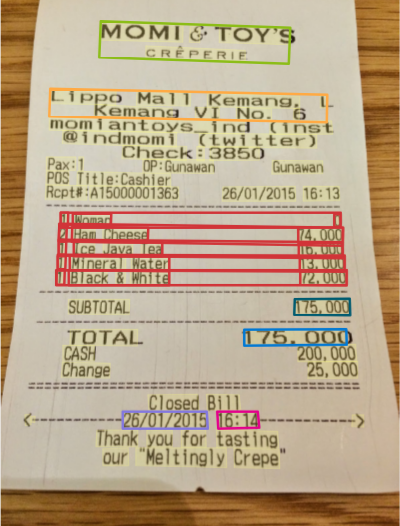 MOMI & TOY'S
CRÊPERIE
Lippo Mall Kemang, L
Kemang VI No. 6
momiantoys_ind (inst
@indmomi (twitter)
Check:3850
Pax:1 OP:Gunawan Gunawan
POS Title:Cashier
Rcpt#:A15000001363 26/01/2015 16:13
1 Woman
2 Ham Cheese 74,000
1 Ice Java Tea 16,000
1 Mineral Water 13,000
1 Black & White 72,000
SUBTOTAL 175,000
TOTAL 175,000
CASH 200,000
Change 25,000
Closed Bill
26/01/2015 16:14
Thank you for tasting
our "Meltingly Crepe"